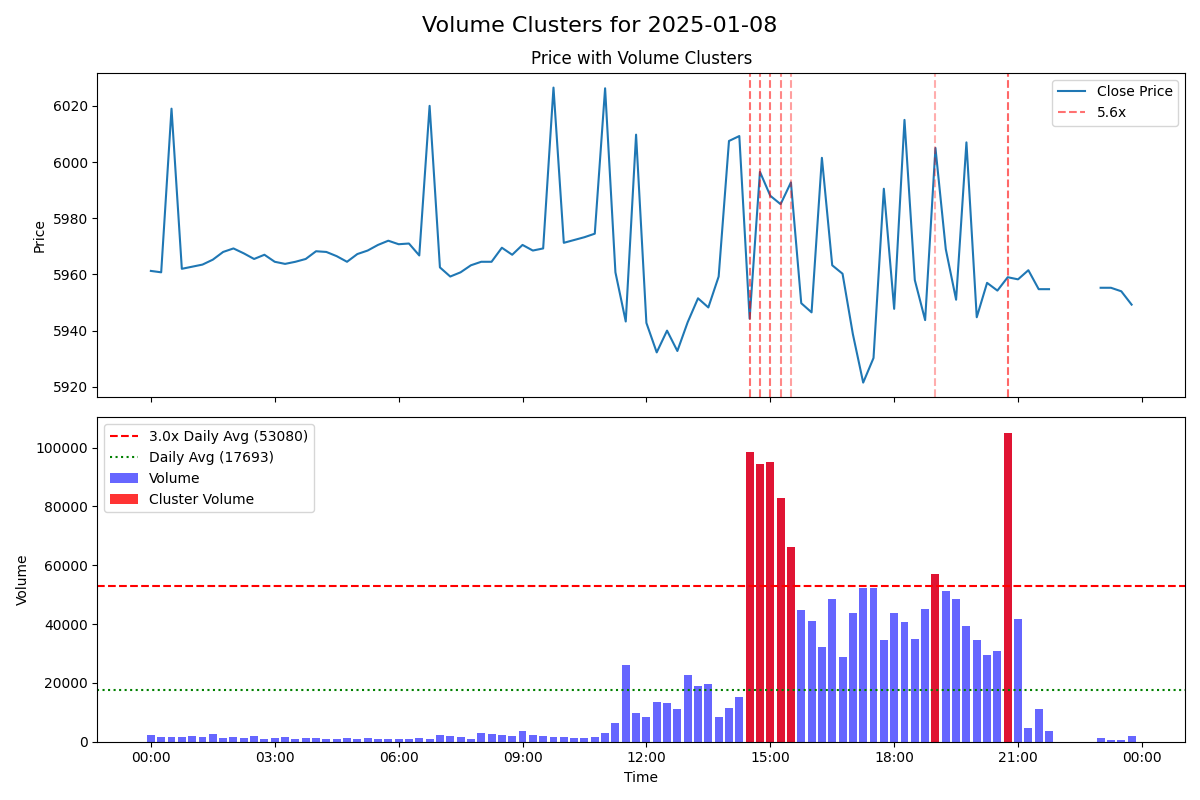 Volume Clusters for 2025-01-08
Price with Volume Clusters
Price
6020
6000
5980
5960
5940
5920
Close Price
5.6x
Volume
100000
80000
60000
40000
20000
0
3.0x Daily Avg (53080)
Daily Avg (17693)
Volume
Cluster Volume
00:00 03:00 06:00 09:00 12:00 15:00 18:00 21:00 00:00
Time